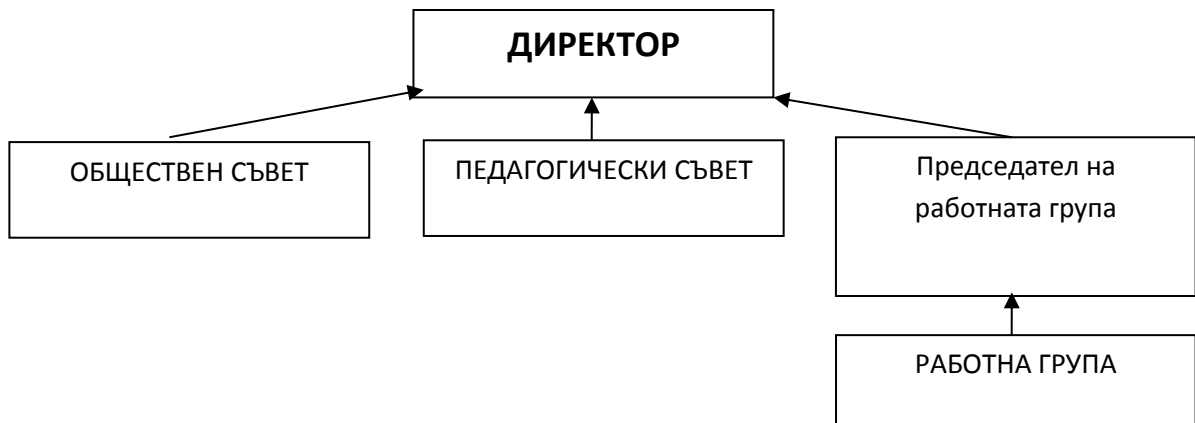 ДИРЕКТОР
ОБЩЕСТВЕН СЪВЕТ
ПЕДАГОГИЧЕСКИ СЪВЕТ
Председател на
работната група
РАБОТНА ГРУПА